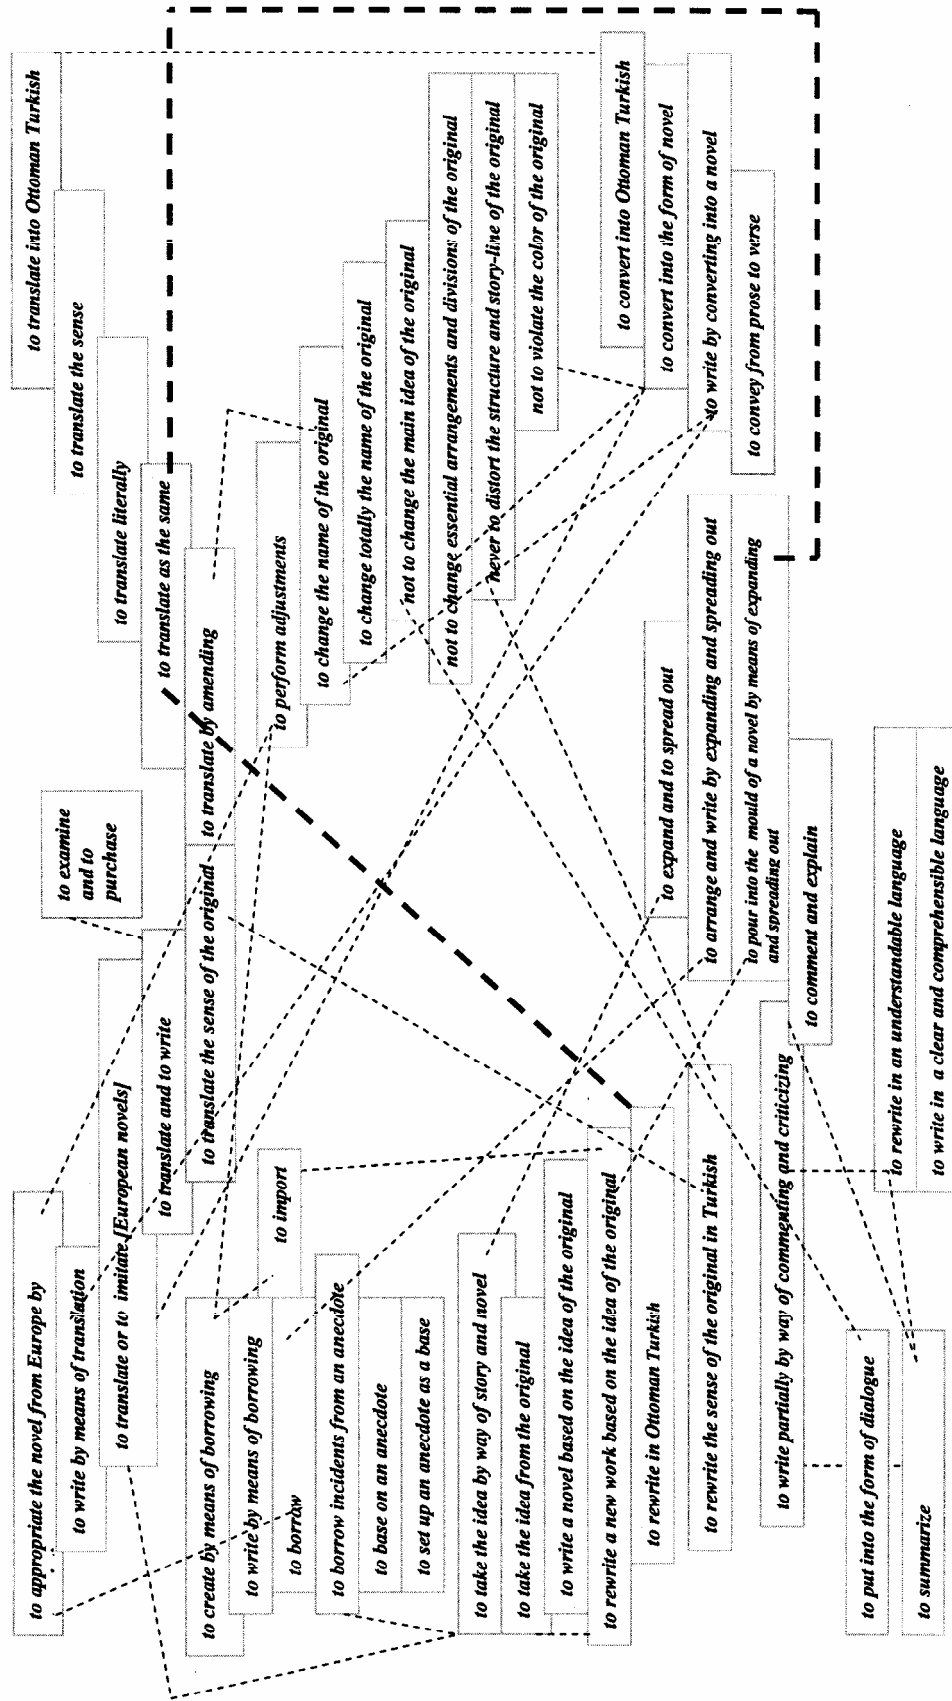 to translate into Ottoman Turkish
to translate the sense
to translate literally
to translate as the same
to translate by amending
to examine
and to
purchase
to translate the sense of the original
to translate and to write
to translate or to imitate [European novels]
to write by means of translation
to appropriate the novel from Europe by
to perform adjustments
to change the name of the original
to change totally the name of the original
not to change the main idea of the original
not to change essential arrangements and divisions of the original
never to distort the structure and story-line of the original
not to violate the color of the original
to convert into Ottoman Turkish
to convert into the form of novel
to write by converting into a novel
to convey from prose to verse
to import
to create by means of borrowing
to write by means of borrowing
to borrow
to borrow incidents from an anecdote
to base on an anecdote
to set up an anecdote as a base
to take the idea by way of story and novel
to take the idea from the original
to write a novel based on the idea of the original
to rewrite a new work based on the idea of the original
to rewrite in Ottoman Turkish
to rewrite the sense of the original in Turkish
to expand and to spread out
to arrange and write by expanding and spreading out
to pour into the mould of a novel by means of expanding
and spreading out
to comment and explain
to write partially by way of commenting and criticizing
to put into the form of dialogue
to summarize
to rewrite in an understandable language
to write in a clear and comprehensible language